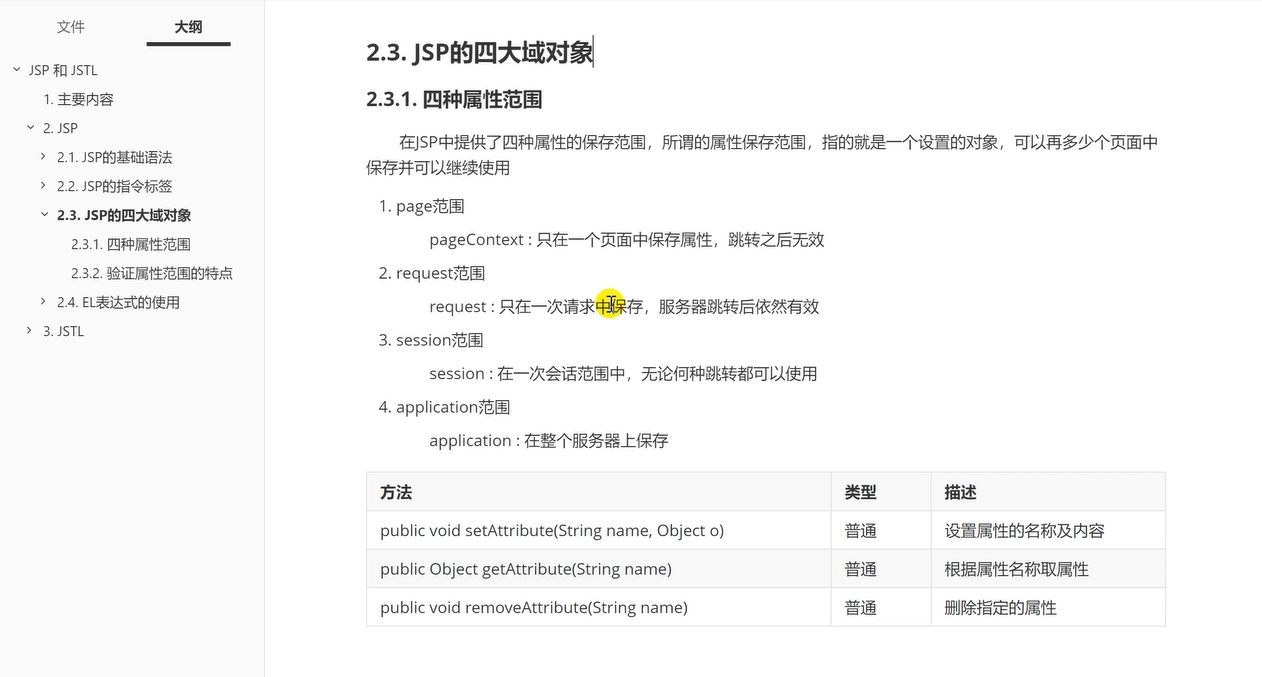 文件
大纲
JSP 和 JSTL
1. 主要内容
2. JSP
2.1. JSP的基础语法
2.2. JSP的指令标签
2.3. JSP的四大域对象
2.3.1. 四种属性范围
2.3.2. 验证属性范围的特点
2.4. EL表达式的使用
3. JSTL
2.3. JSP的四大域对象
2.3.1. 四种属性范围
在JSP中提供了四种属性的保存范围，所谓的属性保存范围，指的就是一个设置的对象，可以再多少个页面中
保存并可以继续使用
1. page范围
pageContext : 只在一个页面中保存属性，跳转之后无效
2. request范围
request : 只在一次请求中保存，服务器跳转后依然有效
3. session范围
session : 在一次会话范围中，无论何种跳转都可以使用
4. application范围
application : 在整个服务器上保存
方法 类型 描述
public void setAttribute(String name, Object o) 普通 设置属性的名称及内容
public Object getAttribute(String name) 普通 根据属性名称取属性
public void removeAttribute(String name) 普通 删除指定的属性